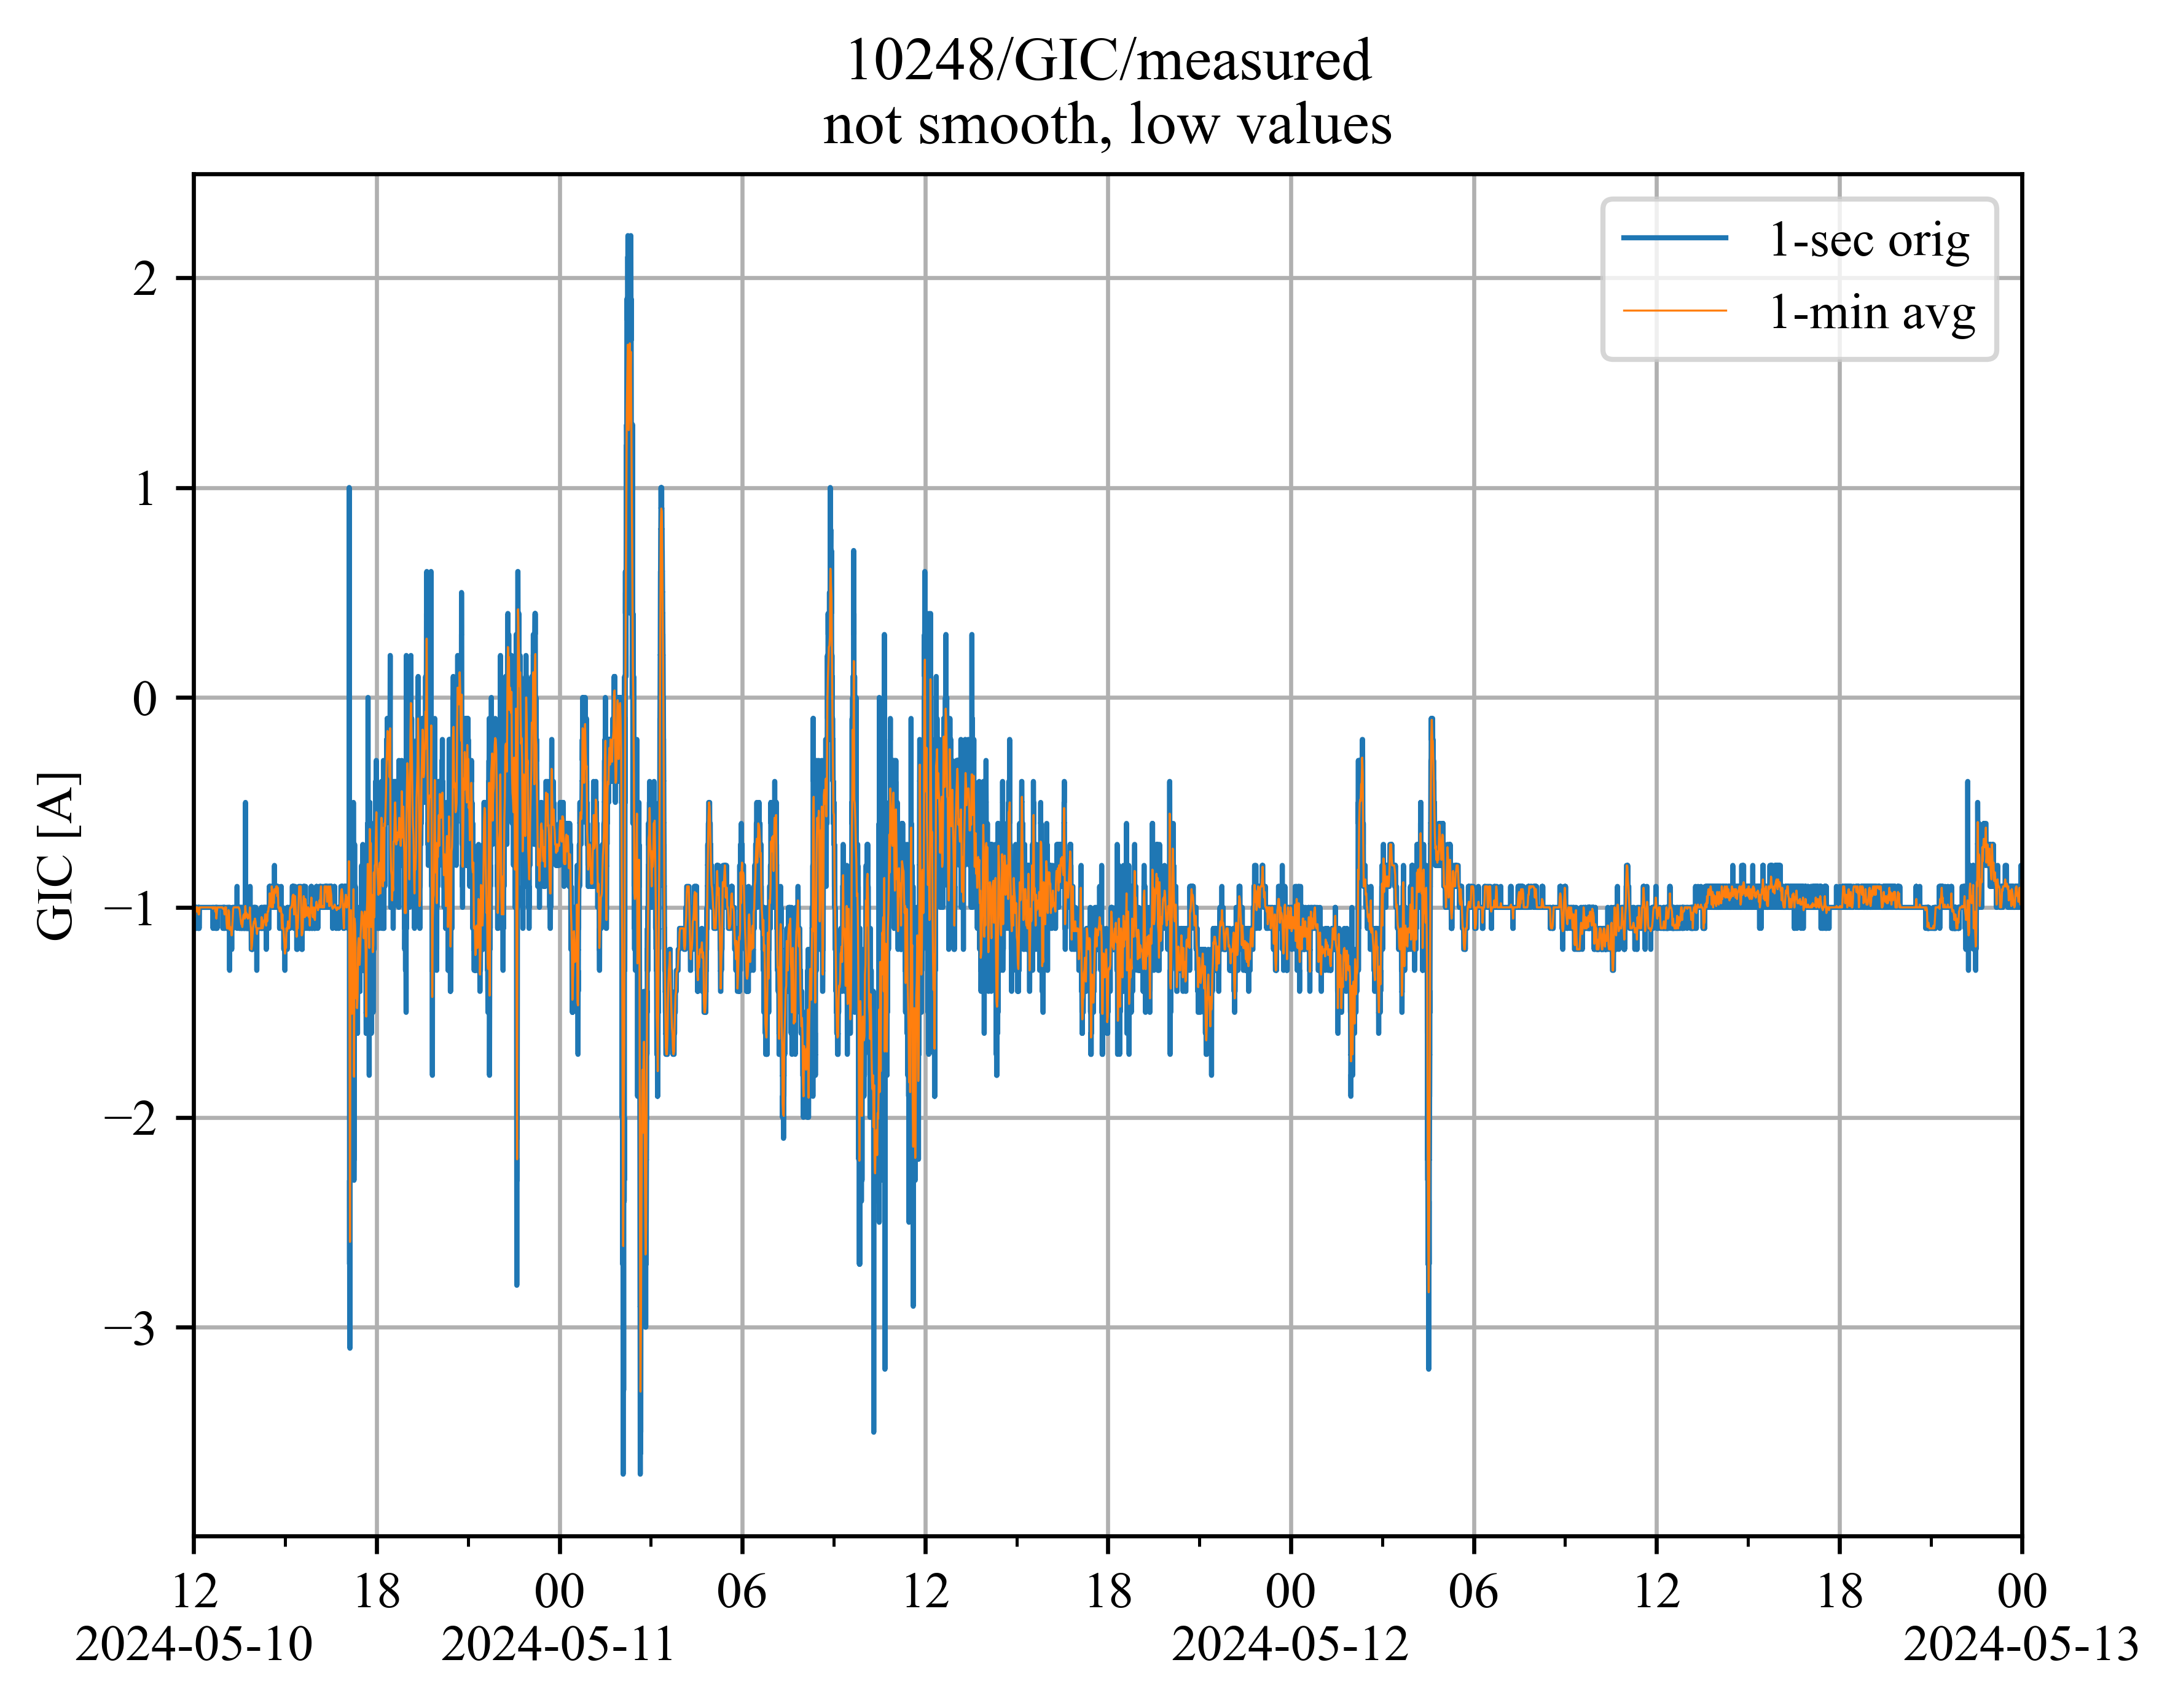 10248/GIC/measured
not smooth, low values
1-sec orig
1-min avg
GIC [A]
2
1
0
−1
−2
−3
12 18 00 06 12 18 00 06 12 18 00
2024-05-10 2024-05-11 2024-05-12 2024-05-13